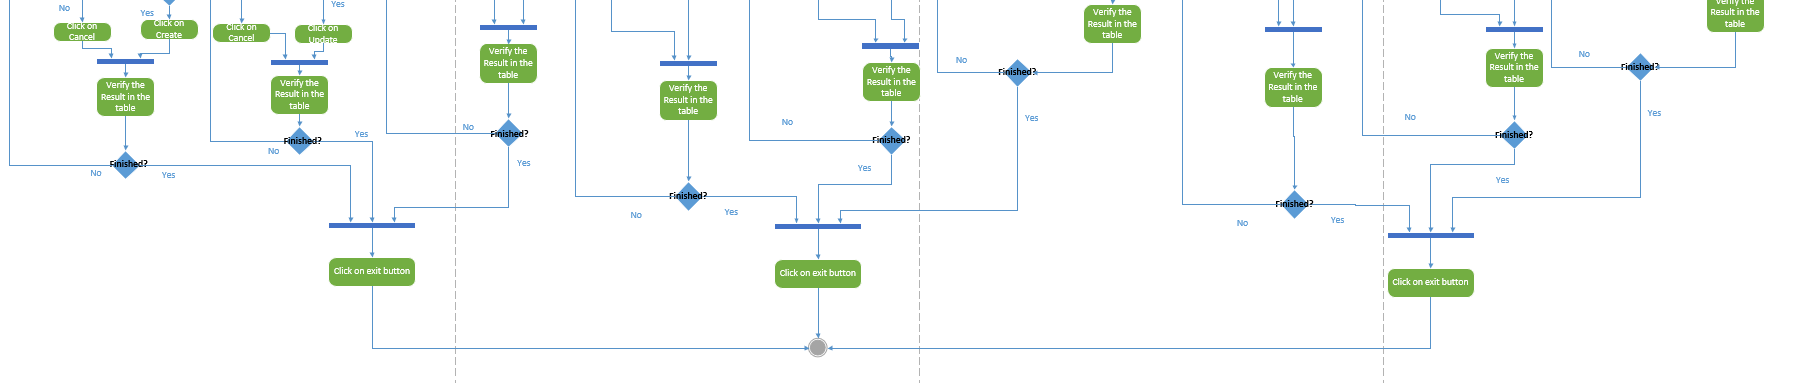 No
Click on
Cancel
Yes
Click on
Create
Click on
Cancel
Yes
Click on
Update
Verify the
Result in the
table
Verify the
Result in the
table
Finished?
No
Yes
Finished?
No
Yes
Verify the
Result in the
table
No
Finished?
Yes
Click on exit button
Verify the
Result in the
table
Finished?
No
Yes
Verify the
Result in the
table
No
Finished?
Yes
Click on exit button
Verify the
Result in the
table
No
Finished?
Yes
Verify the
Result in the
table
Finished?
No
Yes
Verify the
Result in the
table
No
Finished?
Yes
Verify the
Result in the
table
No
Finished?
Yes
Click on exit button